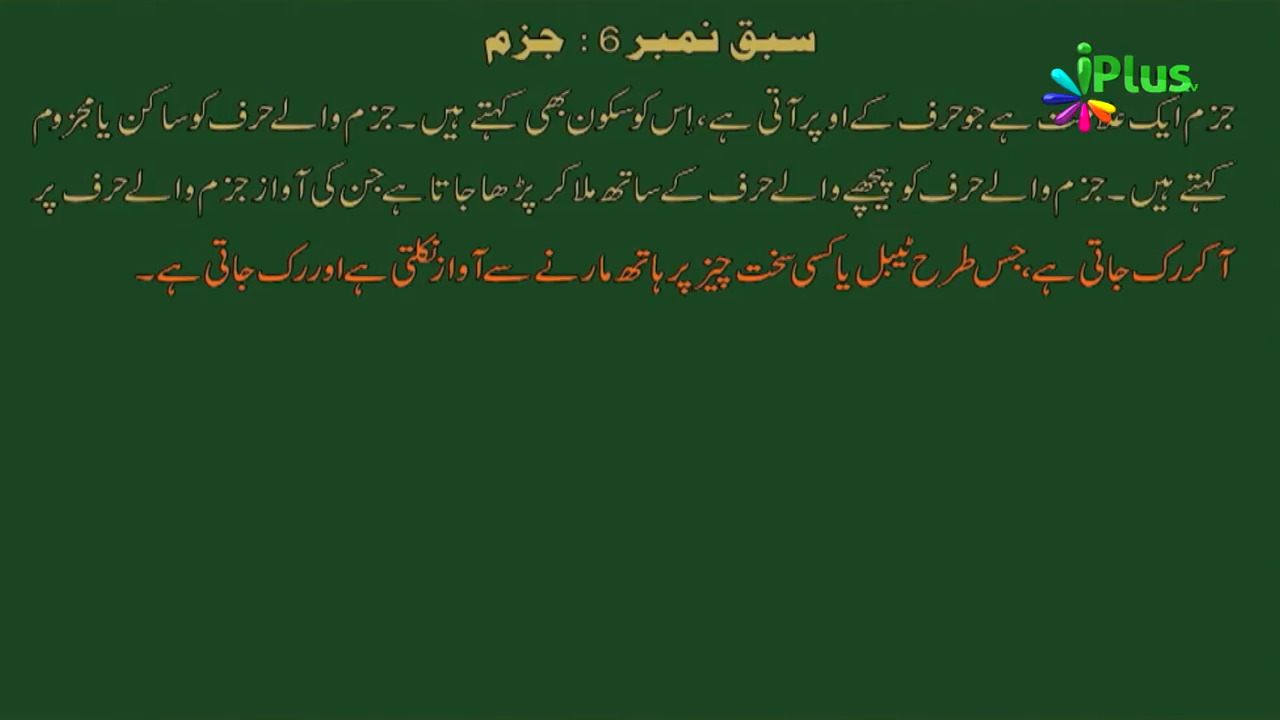 سبق نمبر 6 : جزم
iPlus TV
جزم ایک علامت ہے جو حرف کے اوپر آتی ہے، اِس کو سکون بھی کہتے ہیں۔ جزم والے حرف کو ساکن یا مجزوم
کہتے ہیں۔ جزم والے حرف کو پیچھے والے حرف کے ساتھ ملا کر پڑھا جاتا ہے جن کی آواز جزم والے حرف پر
آ کر رک جاتی ہے، جس طرح ٹیبل یا کسی سخت چیز پر ہاتھ مارنے سے آواز نکلتی ہے اور رک جاتی ہے۔